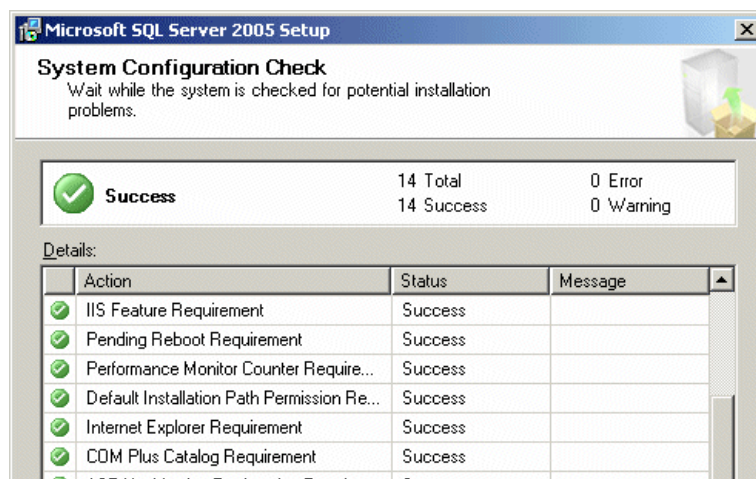 Microsoft SQL Server 2005 Setup
System Configuration Check
Wait while the system is checked for potential installation
problems.
Success 14 Total 0 Error
14 Success 0 Warning
Details:
Action Status Message
IIS Feature Requirement Success
Pending Reboot Requirement Success
Performance Monitor Counter Require... Success
Default Installation Path Permission Re... Success
Internet Explorer Requirement Success
COM Plus Catalog Requirement Success